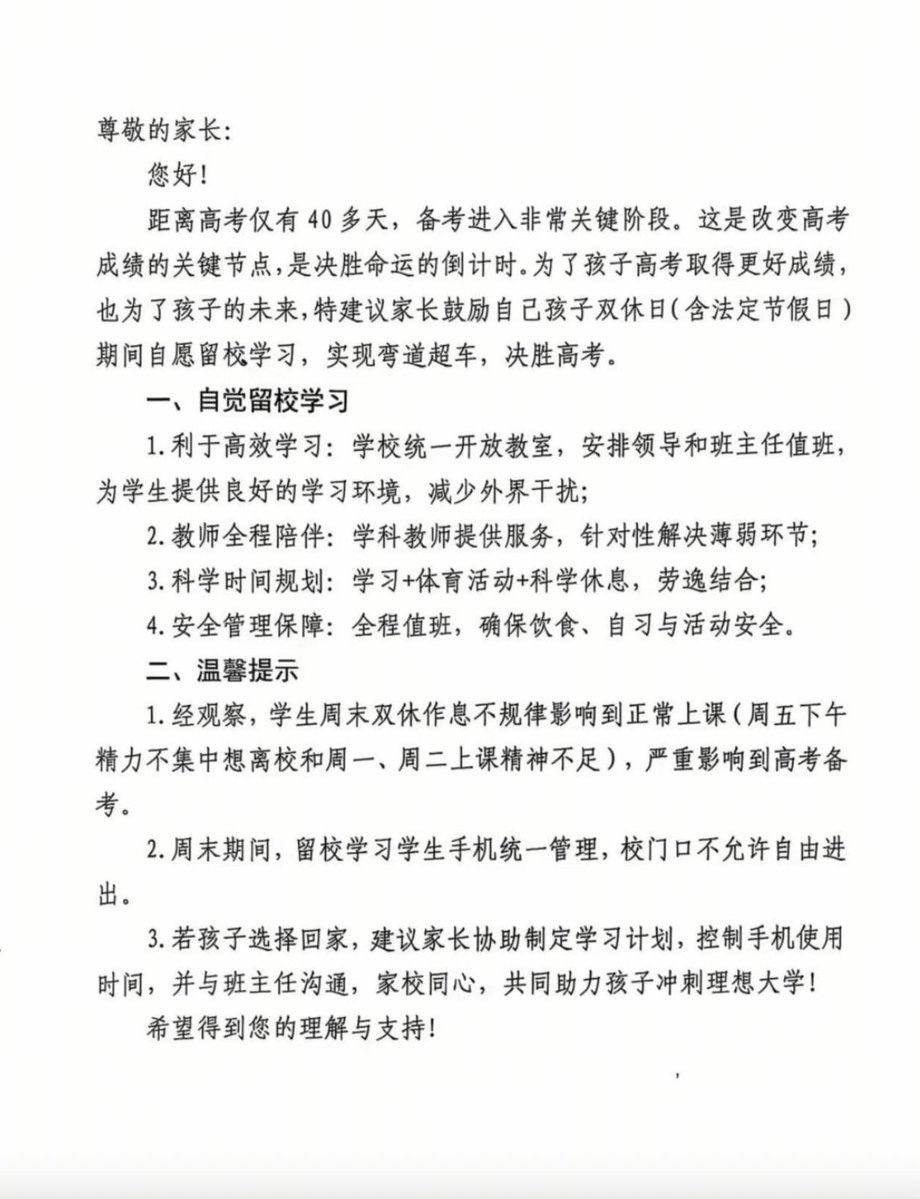 尊敬的家长：
您好！
距离高考仅有 40 多天，备考进入非常关键阶段。这是改变高考
成绩的关键节点，是决胜命运的倒计时。为了孩子高考取得更好成绩，
也为了孩子的未来，特建议家长鼓励自己孩子双休日（含法定节假日）
期间自愿留校学习，实现弯道超车，决胜高考。
一、自觉留校学习
1.利于高效学习：学校统一开放教室，安排领导和班主任值班，
为学生提供良好的学习环境，减少外界干扰；
2.教师全程陪伴：学科教师提供服务，针对性解决薄弱环节；
3.科学时间规划：学习+体育活动+科学休息，劳逸结合；
4.安全管理保障：全程值班，确保饮食、自习与活动安全。
二、温馨提示
1.经观察，学生周末双休作息不规律影响到正常上课（周五下午
精力不集中想离校和周一、周二上课精神不足），严重影响到高考备
考。
2.周末期间，留校学习学生手机统一管理，校门口不允许自由进
出。
3.若孩子选择回家，建议家长协助制定学习计划，控制手机使用
时间，并与班主任沟通，家校同心，共同助力孩子冲刺理想大学！
希望得到您的理解与支持！